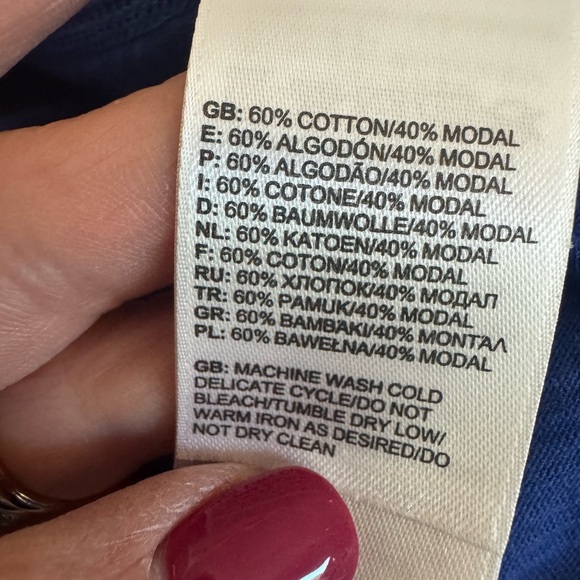 GB: 60% COTTON/40% MODAL
E: 60% ALGODÓN/40% MODAL
P: 60% ALGODÃO/40% MODAL
I: 60% COTONE/40% MODAL
D: 60% BAUMWOLLE/40% MODAL
NL: 60% KATOEN/40% MODAL
F: 60% COTON/40% MODAL
RU: 60% ХЛОПОК/40% МОДАЛ
TR: 60% PAMUK/40% MODAL
GR: 60% ΒΑΜΒΑΚΙ/40% ΜΟΝΤΑΛ
PL: 60% BAWEŁNA/40% MODAL
GB: MACHINE WASH COLD
DELICATE CYCLE/DO NOT
BLEACH/TUMBLE DRY LOW/
WARM IRON AS DESIRED/DO
NOT DRY CLEAN